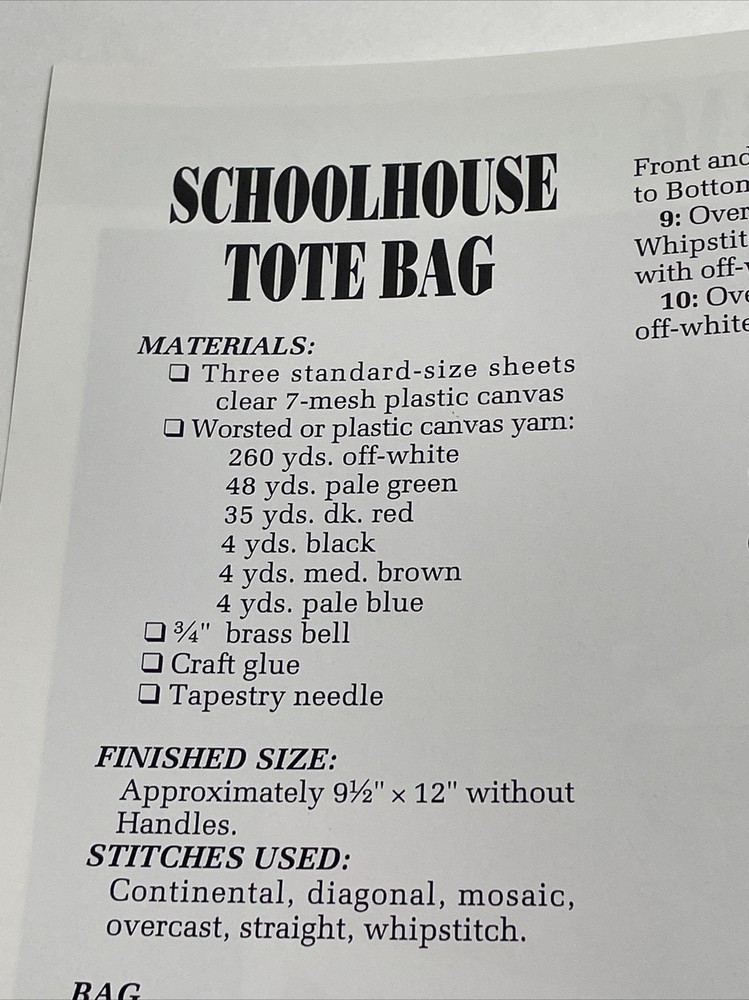 SCHOOLHOUSE
TOTE BAG
MATERIALS:
❏ Three standard-size sheets
clear 7-mesh plastic canvas
❏ Worsted or plastic canvas yarn:
260 yds. off-white
48 yds. pale green
35 yds. dk. red
4 yds. black
4 yds. med. brown
4 yds. pale blue
❏ ¾" brass bell
❏ Craft glue
❏ Tapestry needle
FINISHED SIZE:
Approximately 9½" × 12" without
Handles.
STITCHES USED:
Continental, diagonal, mosaic,
overcast, straight, whipstitch.
BAG
Front and
to Bottom
9: Over
Whipstit
with off-
10: Ove
off-white